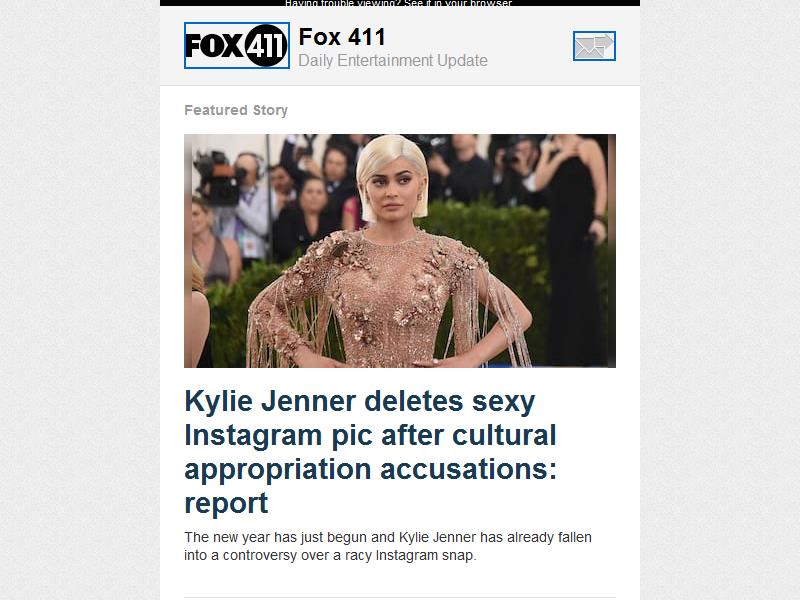 Having trouble viewing? See it in your browser
FOX 411
Fox 411
Daily Entertainment Update
Featured Story
Kylie Jenner deletes sexy
Instagram pic after cultural
appropriation accusations:
report
The new year has just begun and Kylie Jenner has already fallen
into a controversy over a racy Instagram snap.